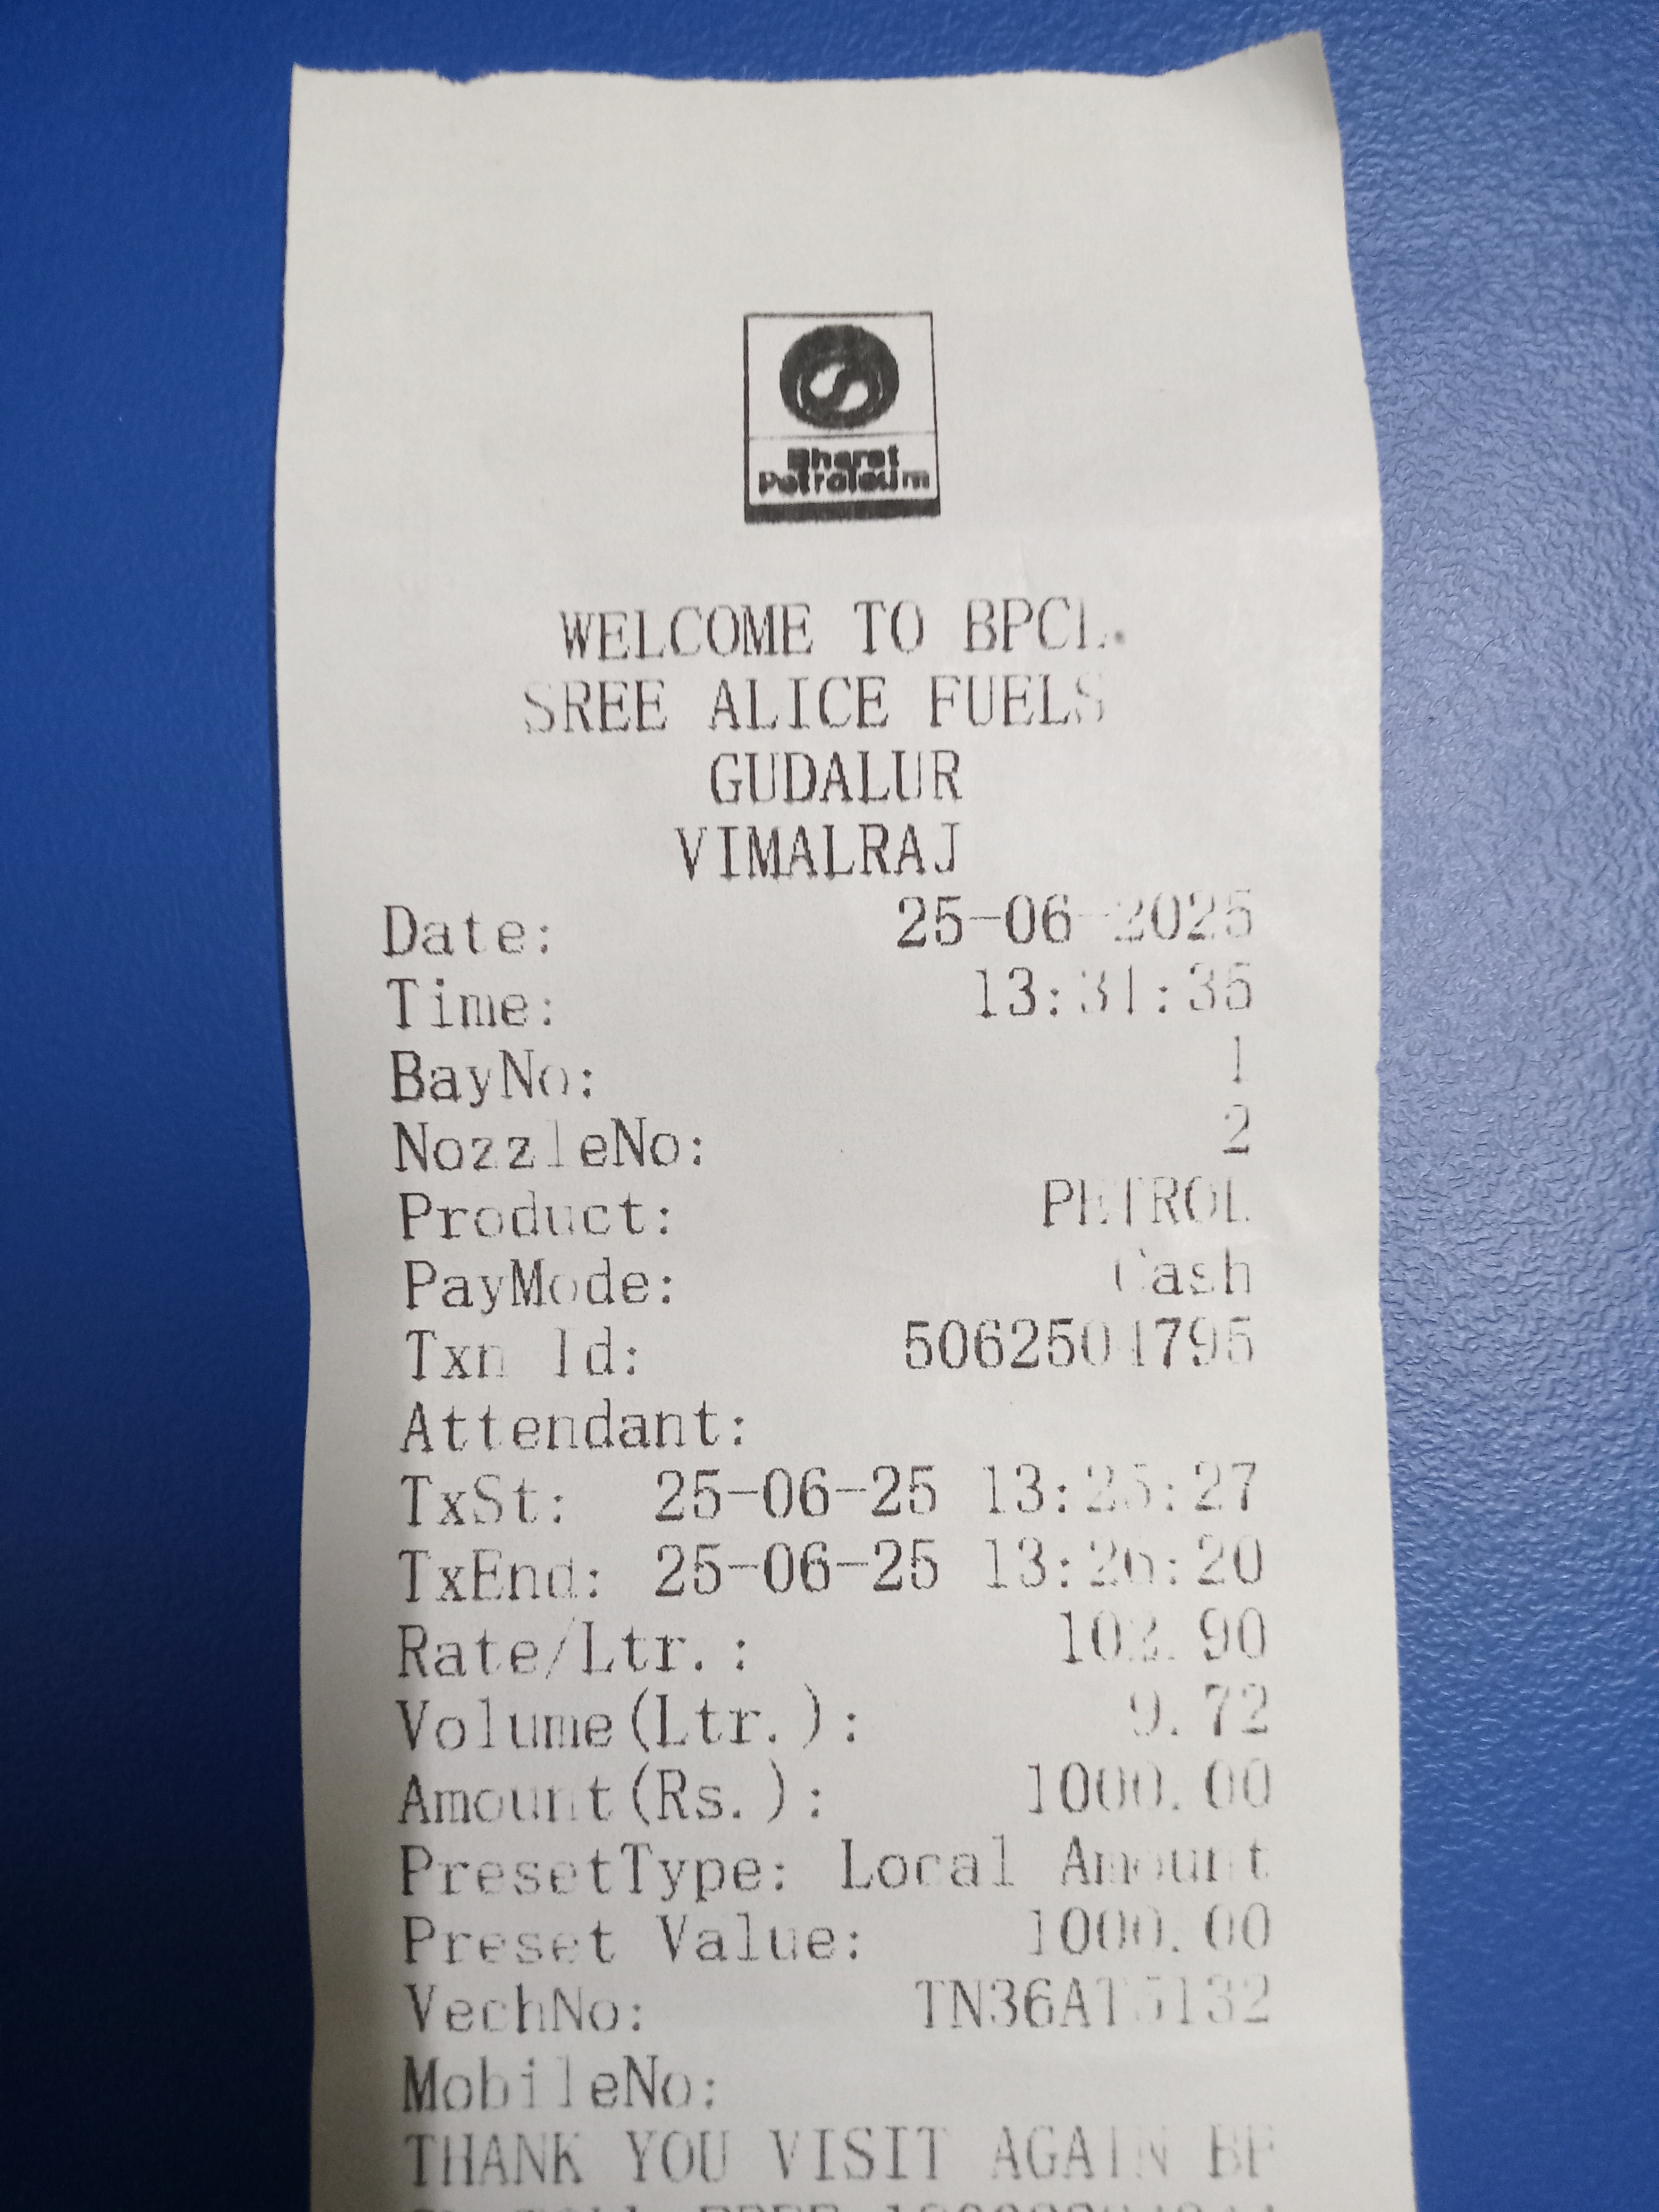 Bharat
Petroleum
WELCOME TO BPCL.
SREE ALICE FUELS
GUDALUR
VIMALRAJ
Date: 25-06-2025
Time: 13:31:35
BayNo: 1
NozzleNo: 2
Product: PETROL
PayMode: Cash
Txn Id: 5062501795
Attendant:
TxSt: 25-06-25 13:25:27
TxEnd: 25-06-25 13:26:20
Rate/Ltr.: 102.90
Volume(Ltr.): 9.72
Amount(Rs.): 1000.00
PresetType: Local Amount
Preset Value: 1000.00
VechNo: TN36AT5132
MobileNo:
THANK YOU VISIT AGAIN BP